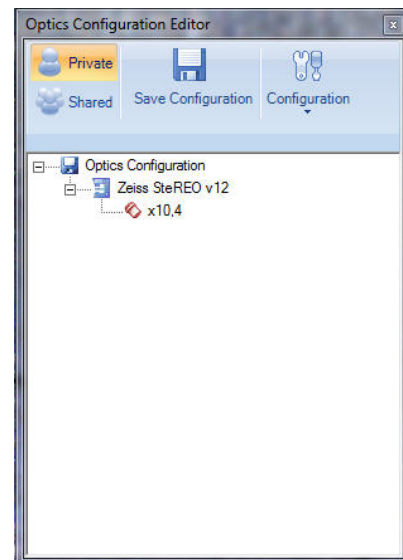 Optics Configuration Editor
x
Private
Shared
Save Configuration
Configuration
Optics Configuration
Zeiss SteREO v12
x10,4